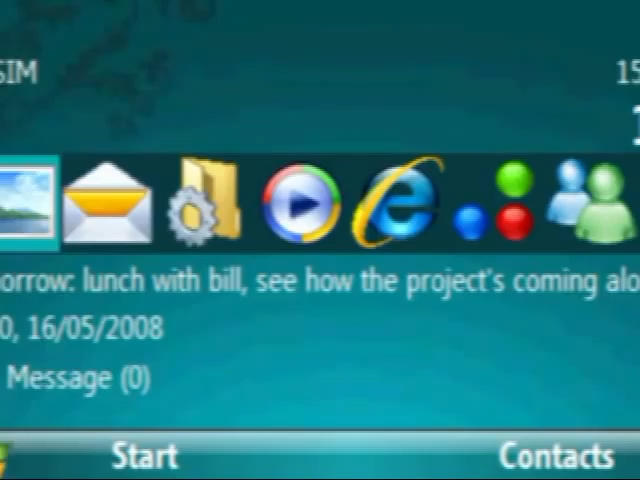 SIM 15
orrow: lunch with bill, see how the project's coming alo
0, 16/05/2008
Message (0)
Start Contacts